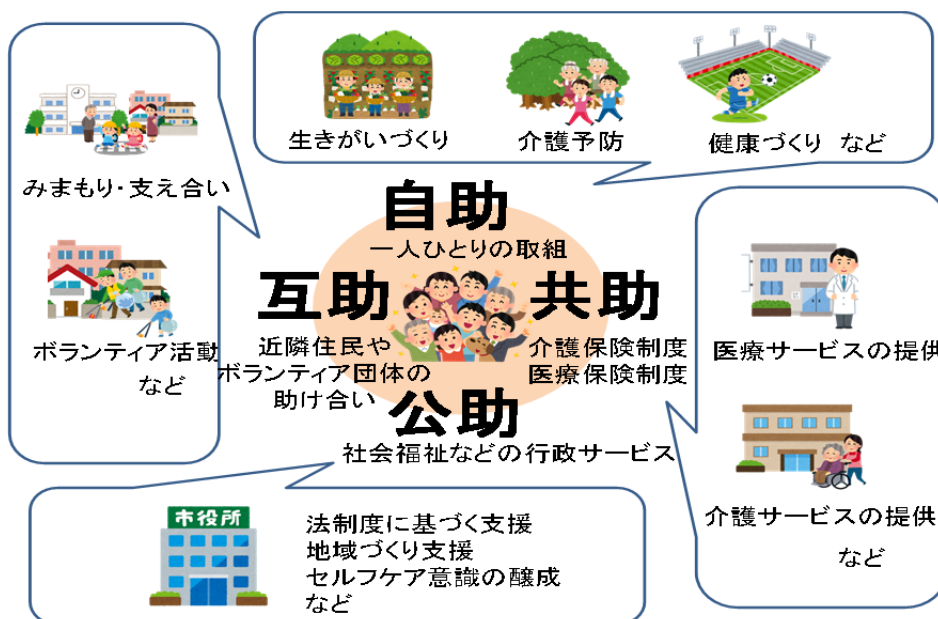 生きがいづくり
介護予防
健康づくり など
みまもり・支え合い
ボランティア活動
など
自助
一人ひとりの取組
互助
近隣住民や
ボランティア団体の
助け合い
共助
介護保険制度
医療保険制度
公助
社会福祉などの行政サービス
医療サービスの提供
介護サービスの提供
など
市役所
法制度に基づく支援
地域づくり支援
セルフケア意識の醸成
など